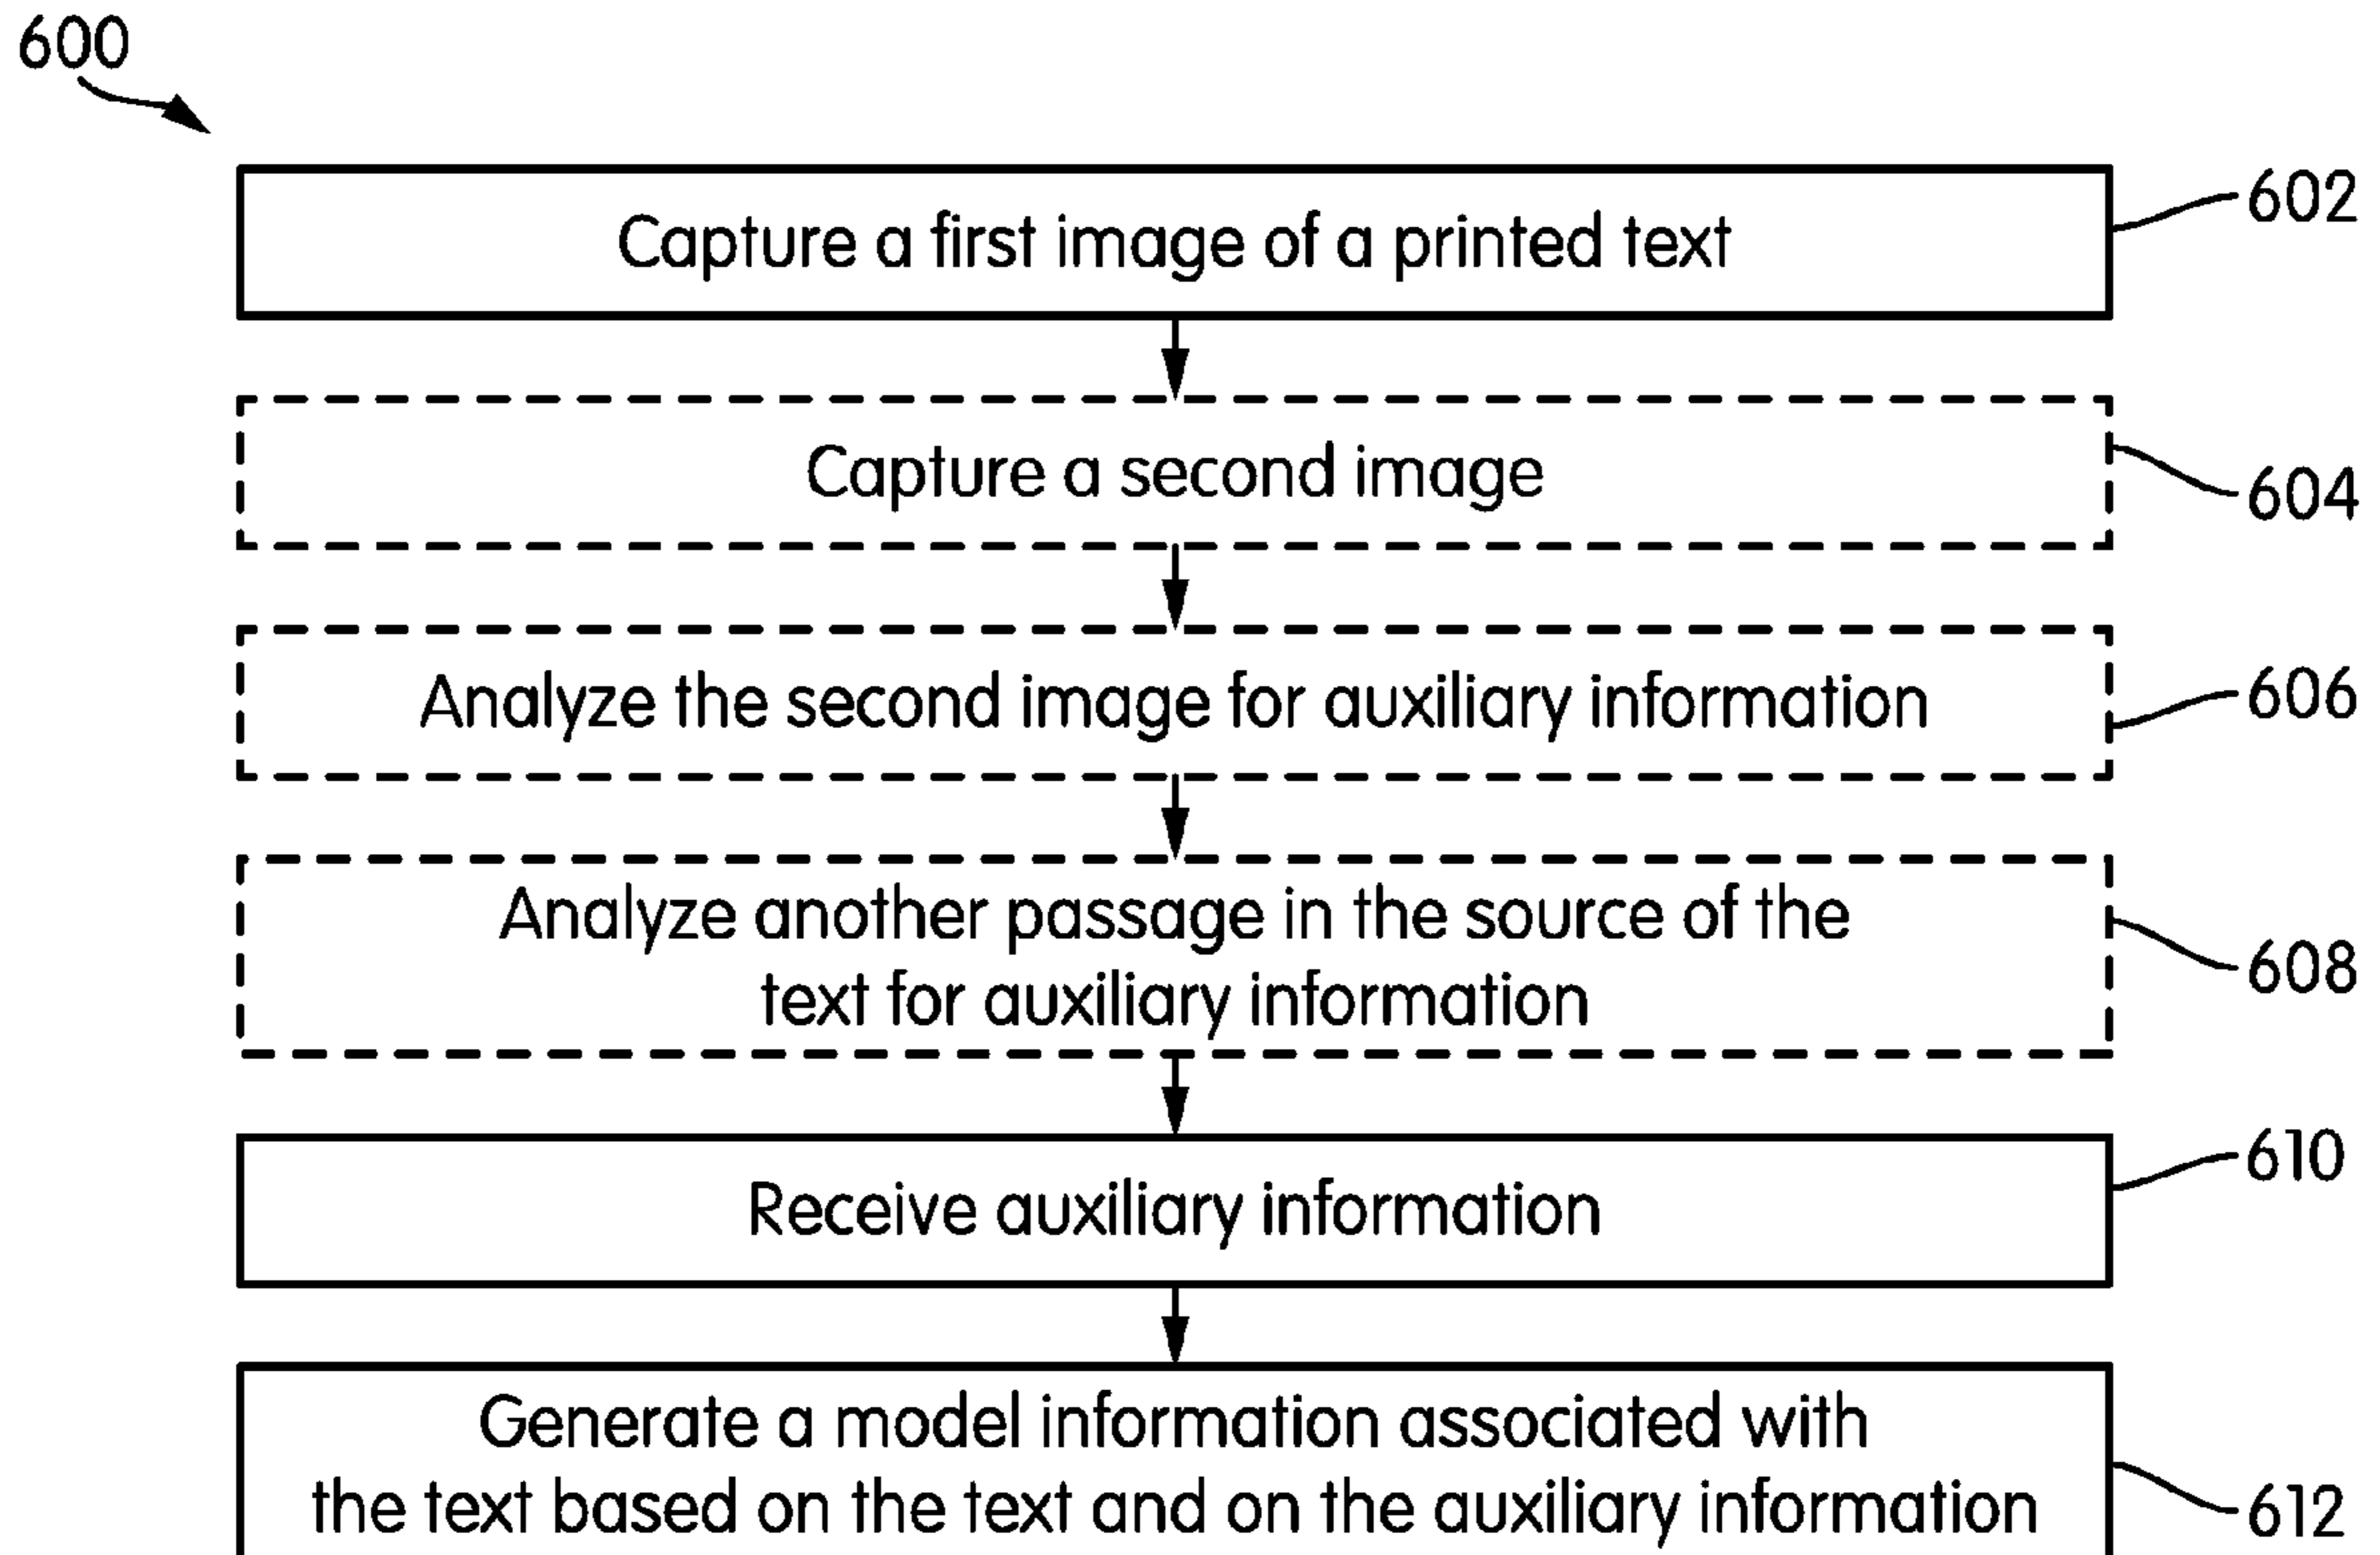 600
Capture a first image of a printed text
602
Capture a second image
604
Analyze the second image for auxiliary information
606
Analyze another passage in the source of the
text for auxiliary information
608
Receive auxiliary information
610
Generate a model information associated with
the text based on the text and on the auxiliary information
612